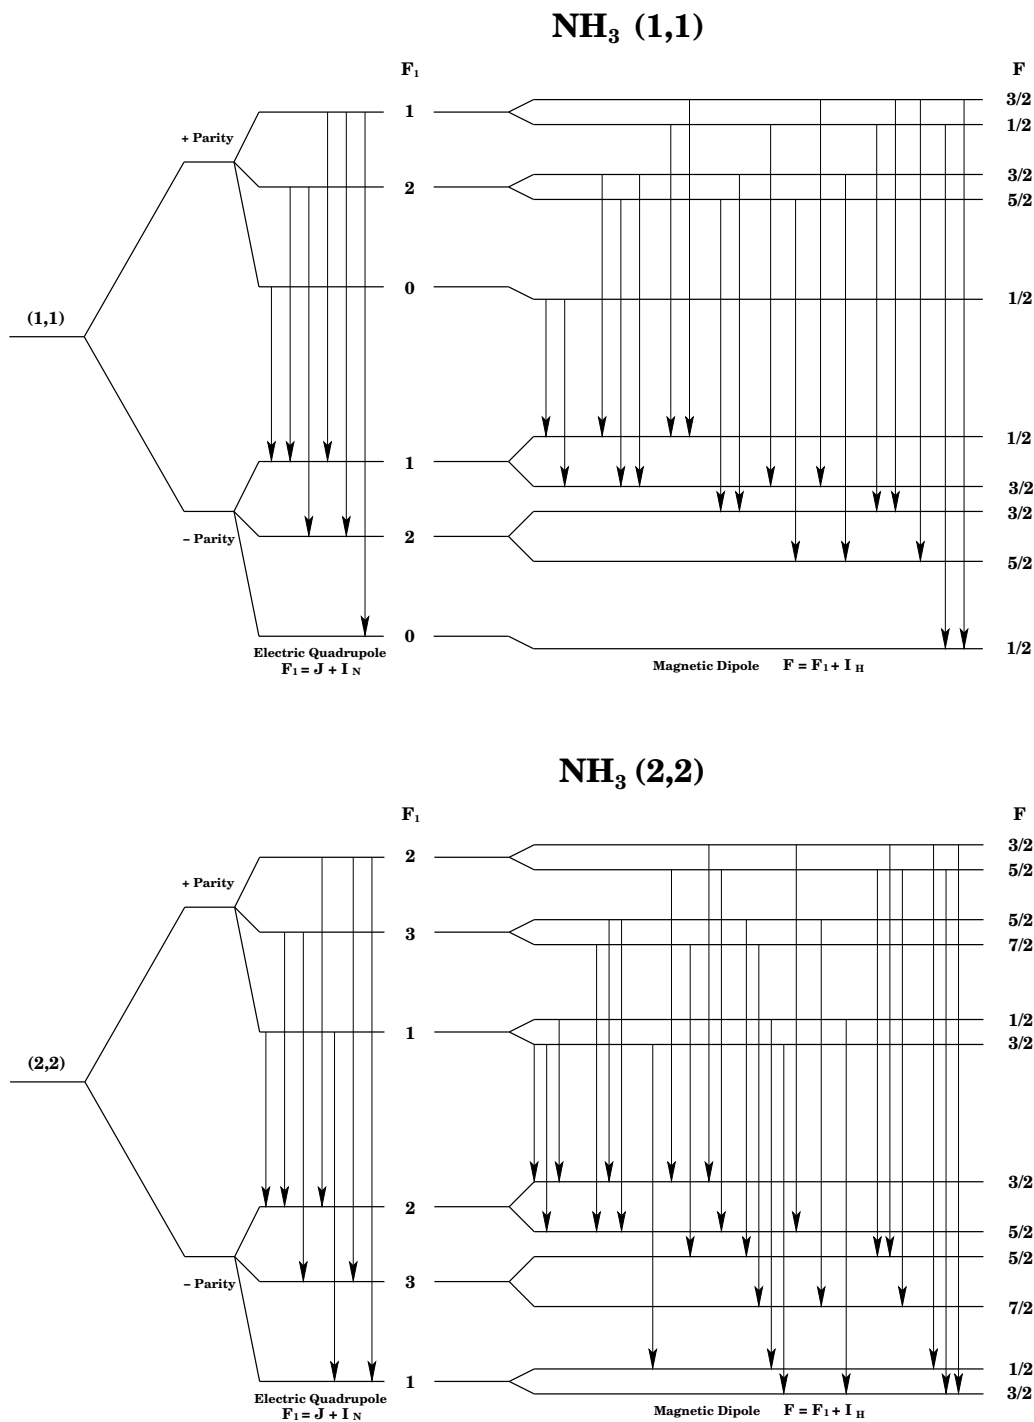 NH3 (1,1)
F1 F
3/2
1
+ Parity 1/2
3/2
2
5/2
0
1/2
(1,1)
1/2
1
3/2
3/2
2
– Parity
5/2
0
1/2
Electric Quadrupole
F1 = J + I N
Magnetic Dipole F = F1 + I H
NH3 (2,2)
F1 F
3/2
2
5/2
+ Parity
5/2
3
7/2
1/2
1
3/2
(2,2)
3/2
2
5/2
5/2
– Parity
3
7/2
1/2
1
3/2
Electric Quadrupole
F1 = J + I N
Magnetic Dipole F = F1 + I H